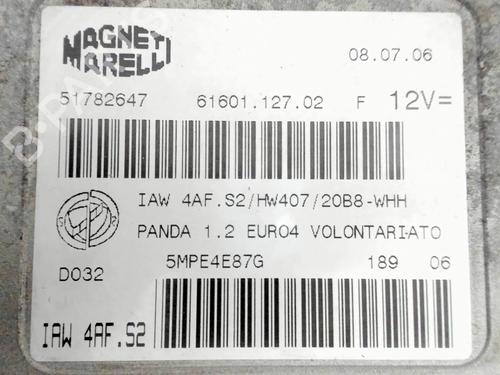 MAGNETI MARELLI
08.07.06
51782647 61601.127.02 F 12V=
IAW 4AF.S2/HW407/20B8-WHH
PANDA 1.2 EURO4 VOLONTARIATO
D032 5MPE4E87G 189 06
IAW 4AF.S2